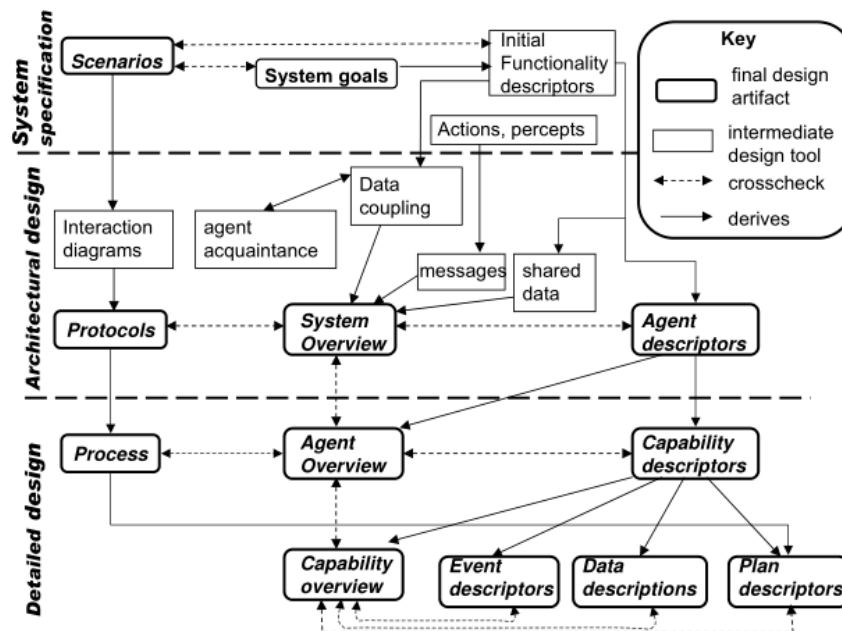 System
specification
Scenarios
System goals
Initial
Functionality
descriptors
Actions, percepts
Key
final design
artifact
intermediate
design tool
crosscheck
derives
Architectural design
Interaction
diagrams
agent
acquaintance
Data
coupling
messages
shared
data
Protocols
System
Overview
Agent
descriptors
Detailed design
Process
Agent
Overview
Capability
descriptors
Capability
overview
Event
descriptors
Data
descriptions
Plan
descriptors